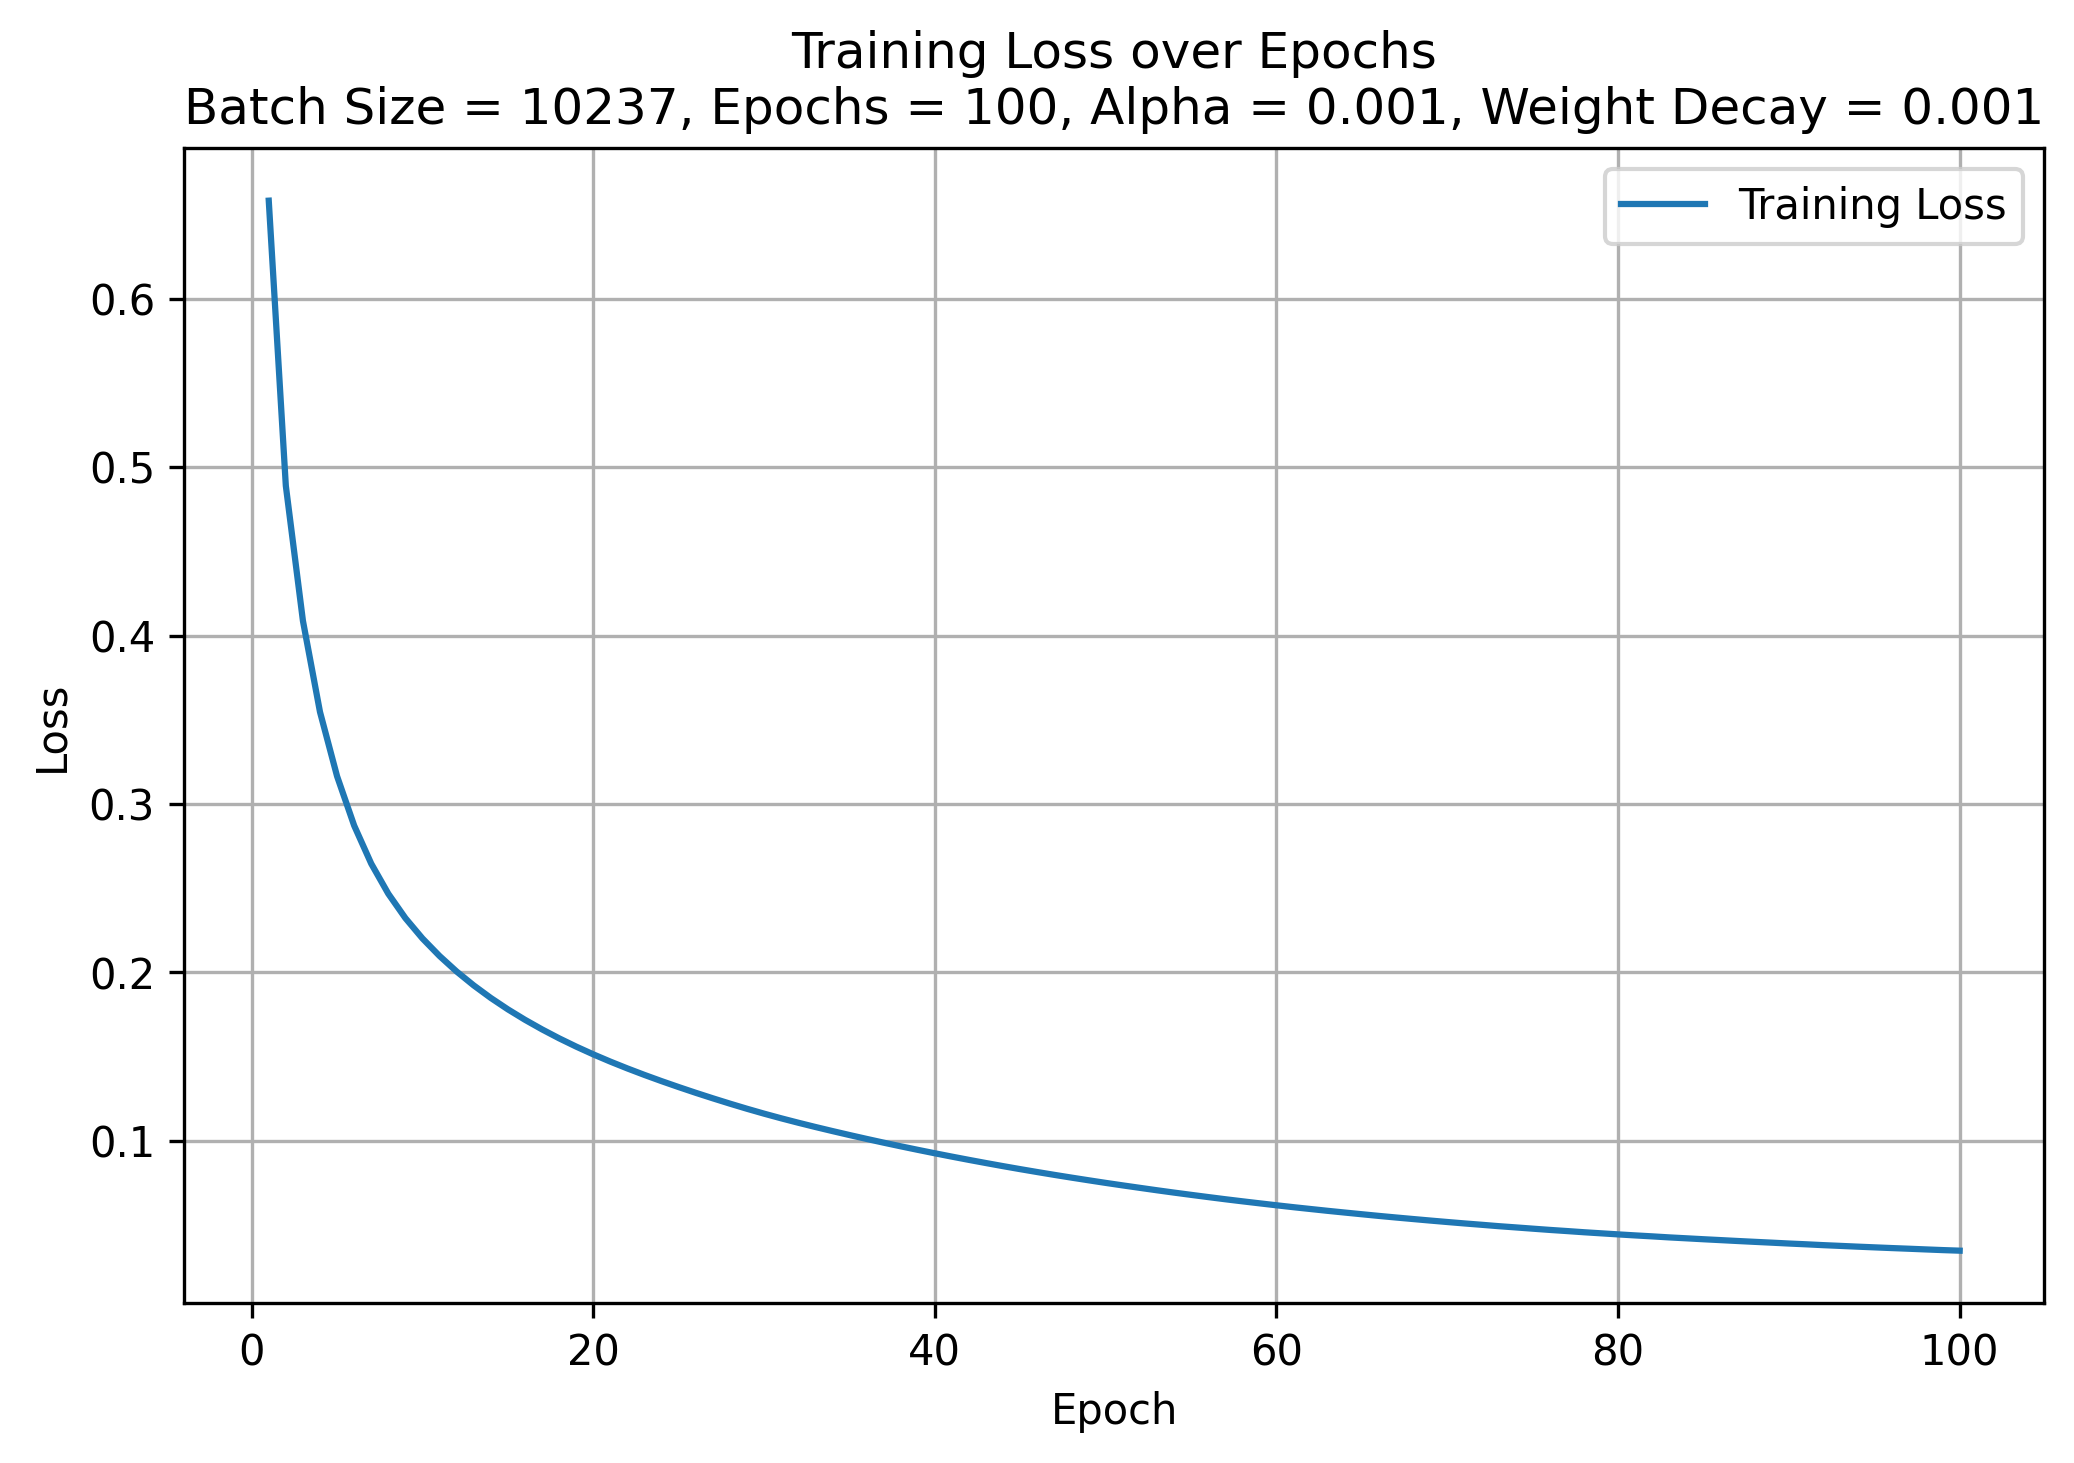 Training Loss over Epochs
Batch Size = 10237, Epochs = 100, Alpha = 0.001, Weight Decay = 0.001
Training Loss
0.6
0.5
0.4
0.3
0.2
0.1
Loss
0 20 40 60 80 100
Epoch